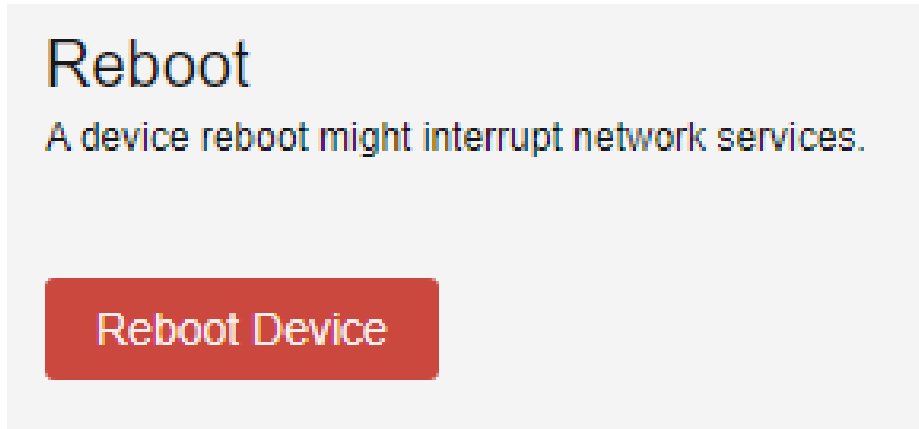 Reboot
A device reboot might interrupt network services.
Reboot Device